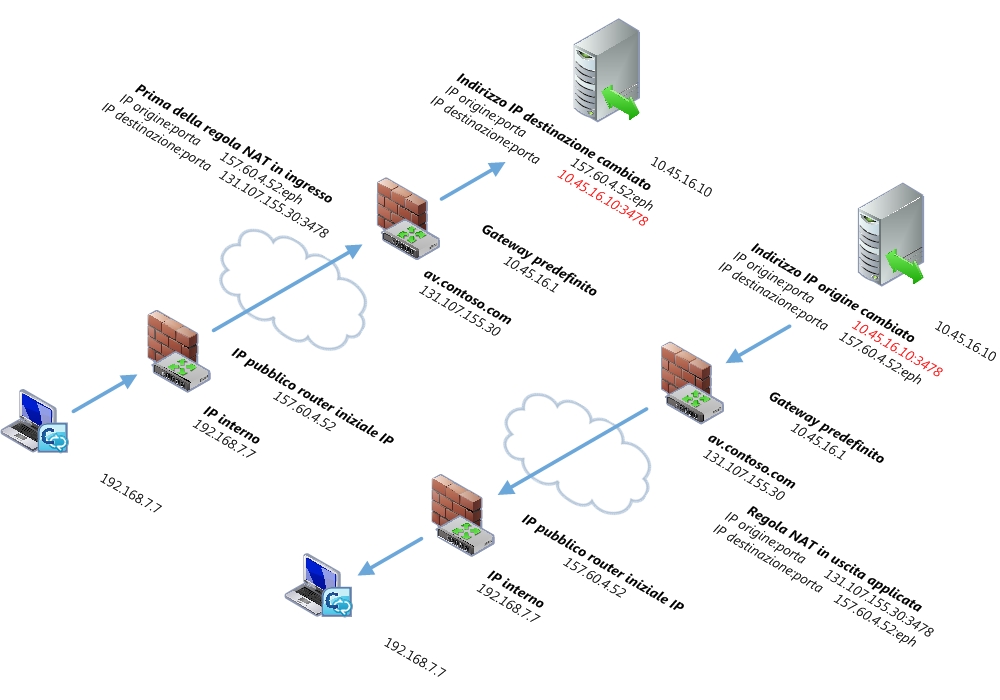 Prima della regola NAT in ingresso
IP origine:porta 157.60.4.52:eph
IP destinazione:porta 131.107.155.30:3478
Indirizzo IP destinazione cambiato
IP origine:porta 157.60.4.52:eph
IP destinazione:porta 10.45.16.10:3478
10.45.16.10
Gateway predefinito
10.45.16.1
av.contoso.com
131.107.155.30
IP pubblico router iniziale IP
157.60.4.52
IP interno
192.168.7.7
192.168.7.7
Indirizzo IP origine cambiato
IP origine:porta 10.45.16.10:3478
IP destinazione:porta 157.60.4.52:eph
10.45.16.10
Gateway predefinito
10.45.16.1
av.contoso.com
131.107.155.30
Regola NAT in uscita applicata
IP origine:porta 131.107.155.30:3478
IP destinazione:porta 157.60.4.52:eph
IP pubblico router iniziale IP
157.60.4.52
IP interno
192.168.7.7
192.168.7.7